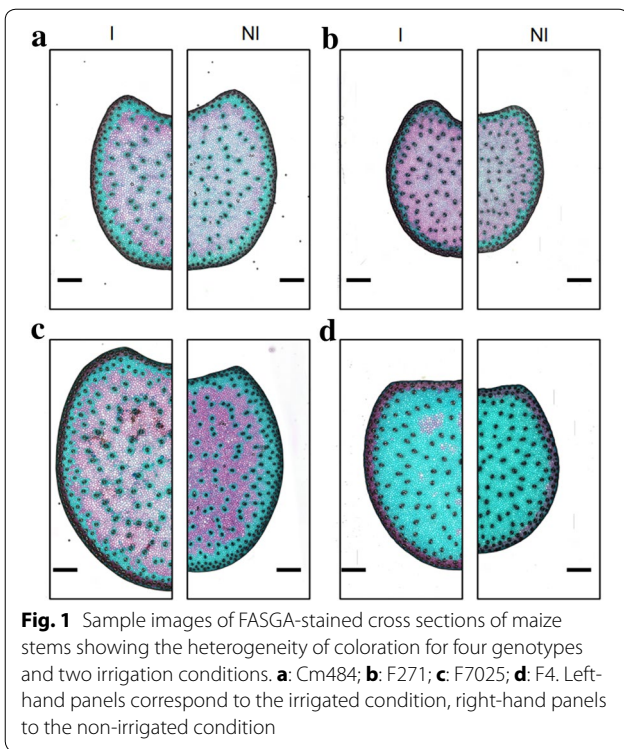 a I NI
b I NI
c
d
Fig. 1 Sample images of FASGA-stained cross sections of maize
stems showing the heterogeneity of coloration for four genotypes
and two irrigation conditions. a: Cm484; b: F271; c: F7025; d: F4. Left-
hand panels correspond to the irrigated condition, right-hand panels
to the non-irrigated condition